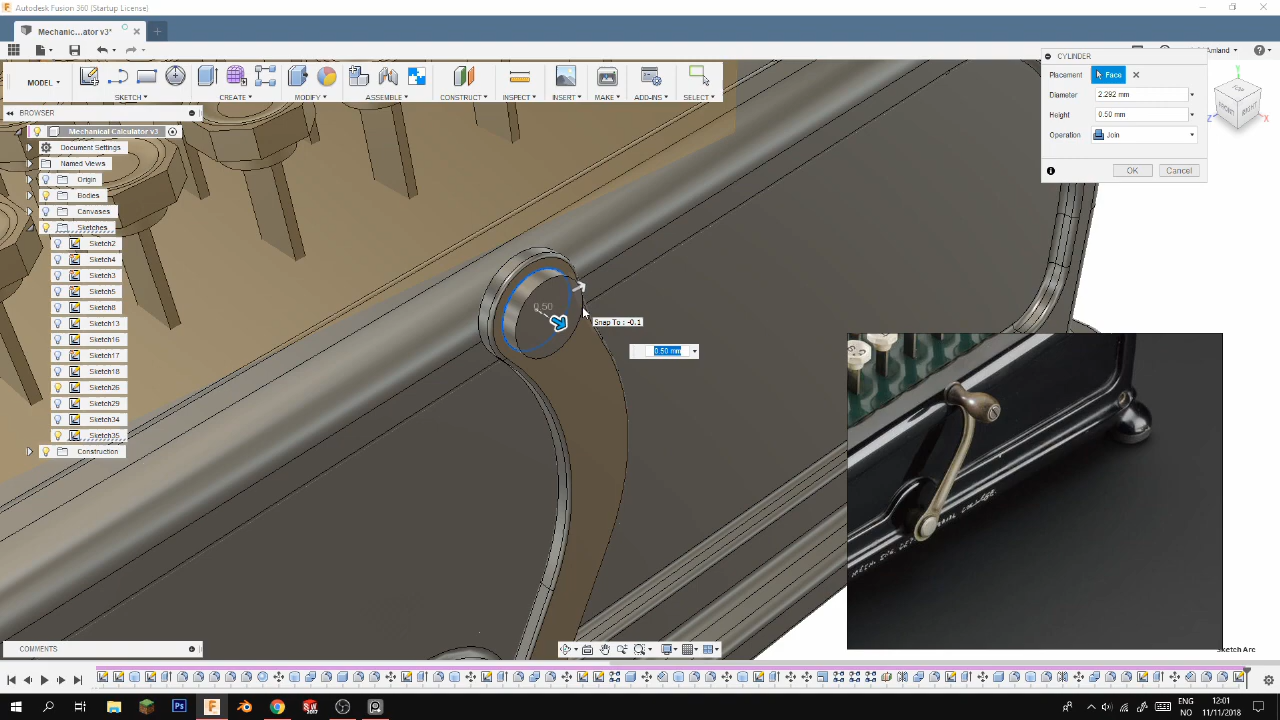 Autodesk Fusion 360 (Startup License)
Mechanic...ator v3*
MODEL
SKETCH
CREATE
MODIFY
ASSEMBLE
CONSTRUCT
INSPECT
INSERT
MAKE
ADD-INS
SELECT
Amland
CYLINDER
Placement
Face
Diameter
2.292 mm
Height
0.50 mm
Operation
Join
OK
Cancel
TOP
FRONT
RIGHT
Y
Z
X
BROWSER
Mechanical Calculator v3
Document Settings
Named Views
Origin
Bodies
Canvases
Sketches
Sketch2
Sketch4
Sketch3
Sketch5
Sketch8
Sketch13
Sketch16
Sketch17
Sketch18
Sketch26
Sketch29
Sketch34
Sketch35
Construction
0.50
Snap To : -0.1
0.50 mm
COMMENTS
Sketch Arc
ENG
NO
12:01
11/11/2018